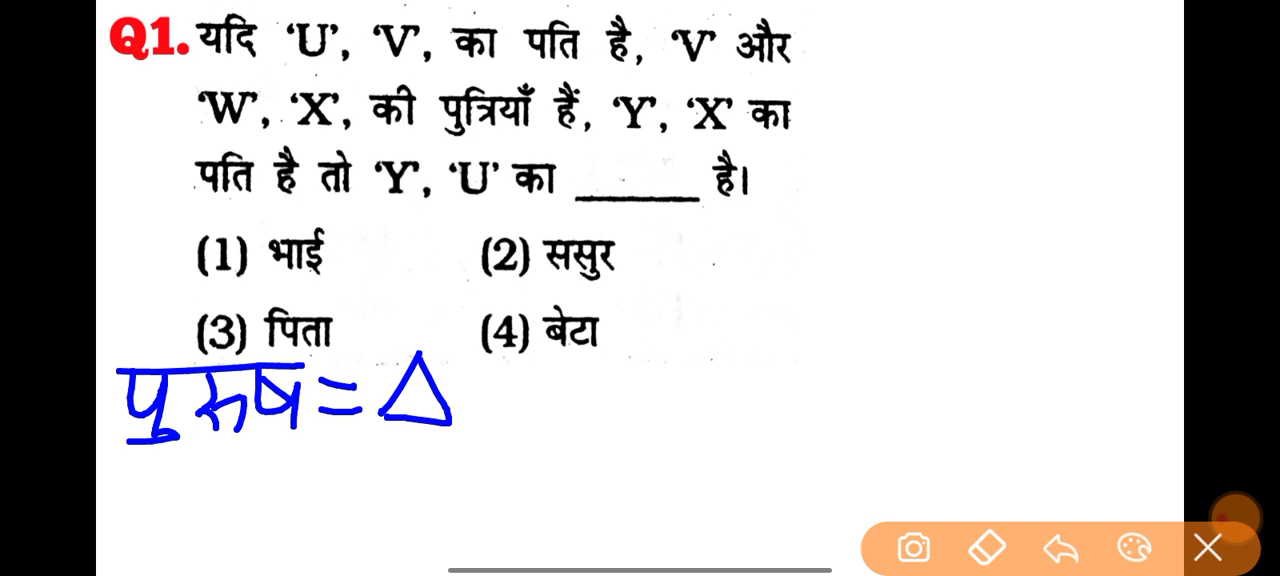 Q1. यदि 'U', 'V', का पति है, 'V' और
'W', 'X', की पुत्रियाँ हैं, 'Y', 'X' का
पति है तो 'Y', 'U' का ______ है।
(1) भाई (2) ससुर
(3) पिता (4) बेटा
पुरुष = Δ